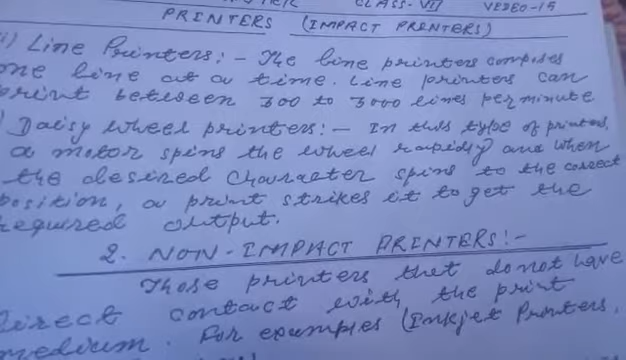 CLASS-VII VEDEO-15
PRINTERS (IMPACT PRENTERS)
i) Line Printers:- The line printers composes
one line at a time. Line printers can
print between 300 to 3000 lines per minute
Daisy wheel printers:- In this type of printers,
a motor spins the wheel rapidly and when
the desired character spins to the correct
position, a print strikes it to get the
required output.
2. NON-IMPACT PRINTERS:-
Those printers that do not have
direct contact with the print
medium. For examples (Inkjet Printers,